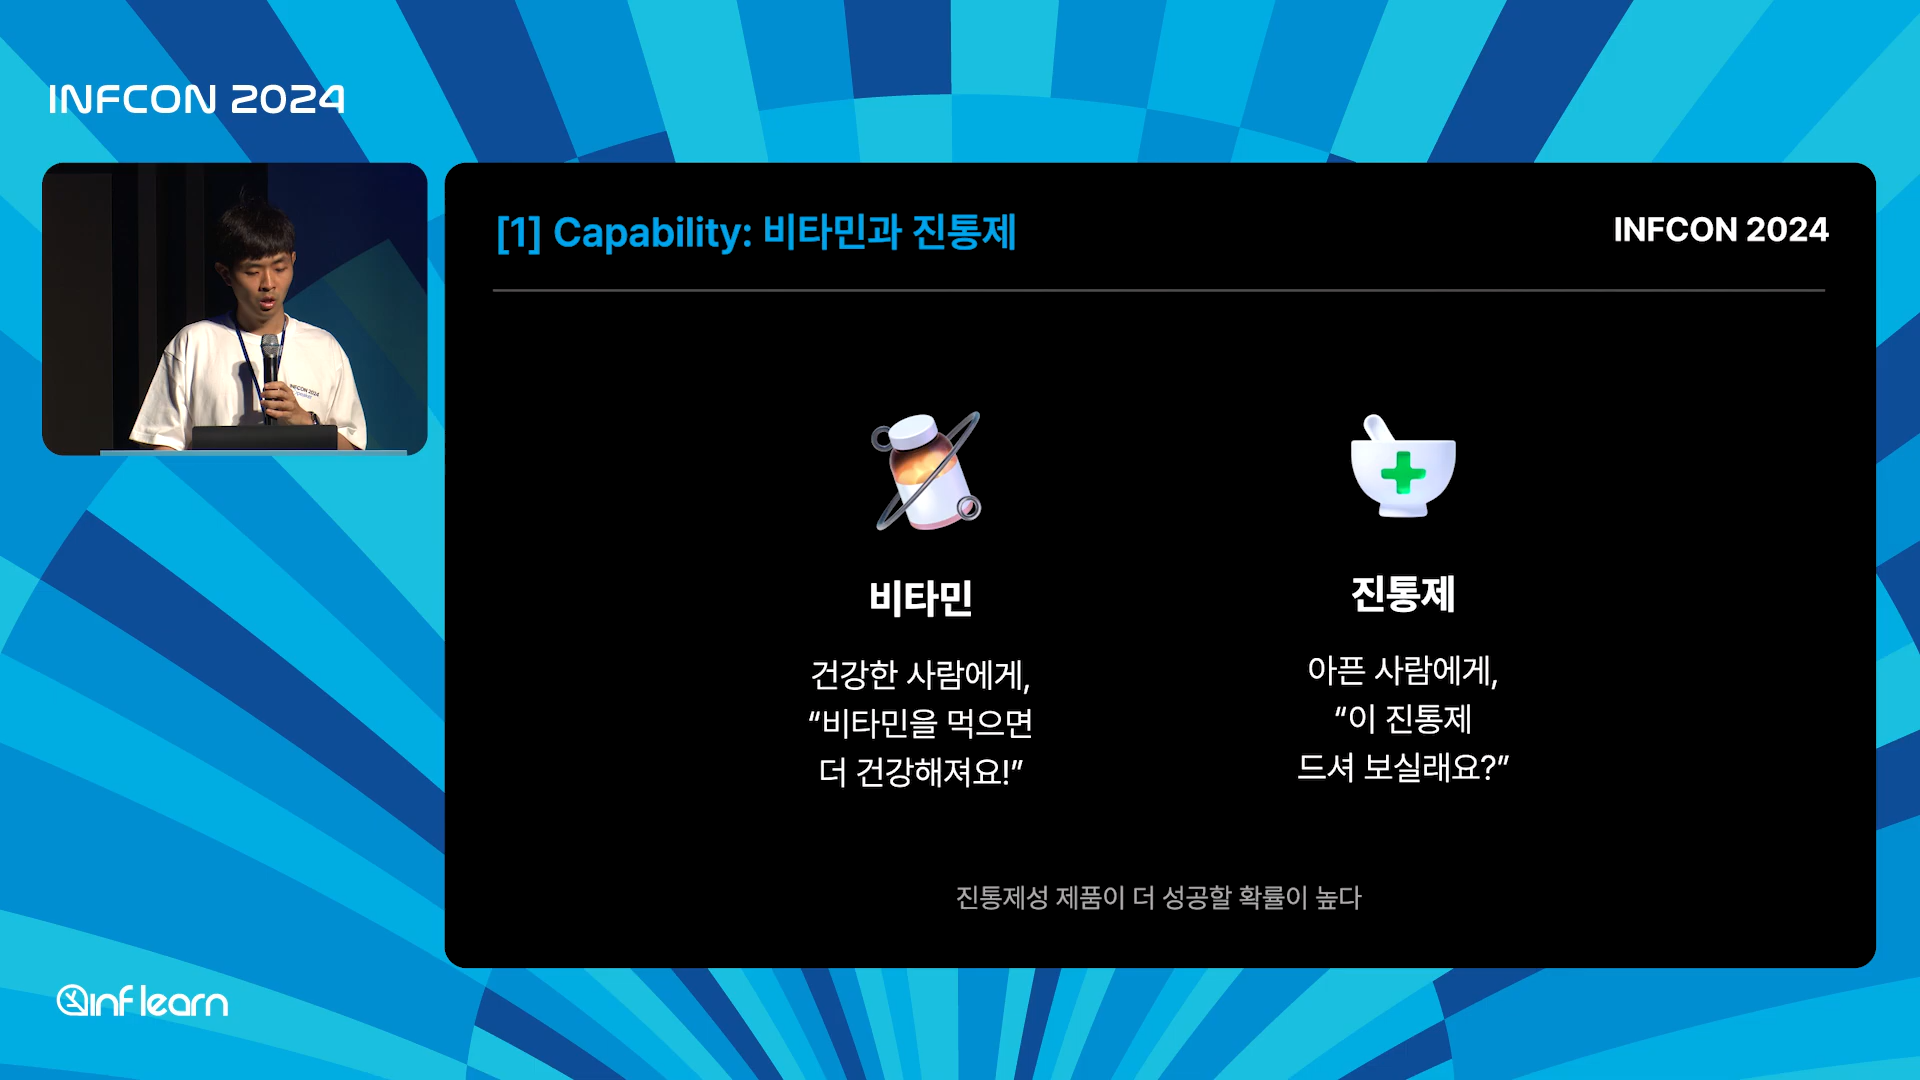 INFCON 2024
[1] Capability: 비타민과 진통제
INFCON 2024
비타민
건강한 사람에게,
“비타민을 먹으면
더 건강해져요!”
진통제
아픈 사람에게,
“이 진통제
드셔 보실래요?”
진통제성 제품이 더 성공할 확률이 높다
inflearn
INFCON 2024